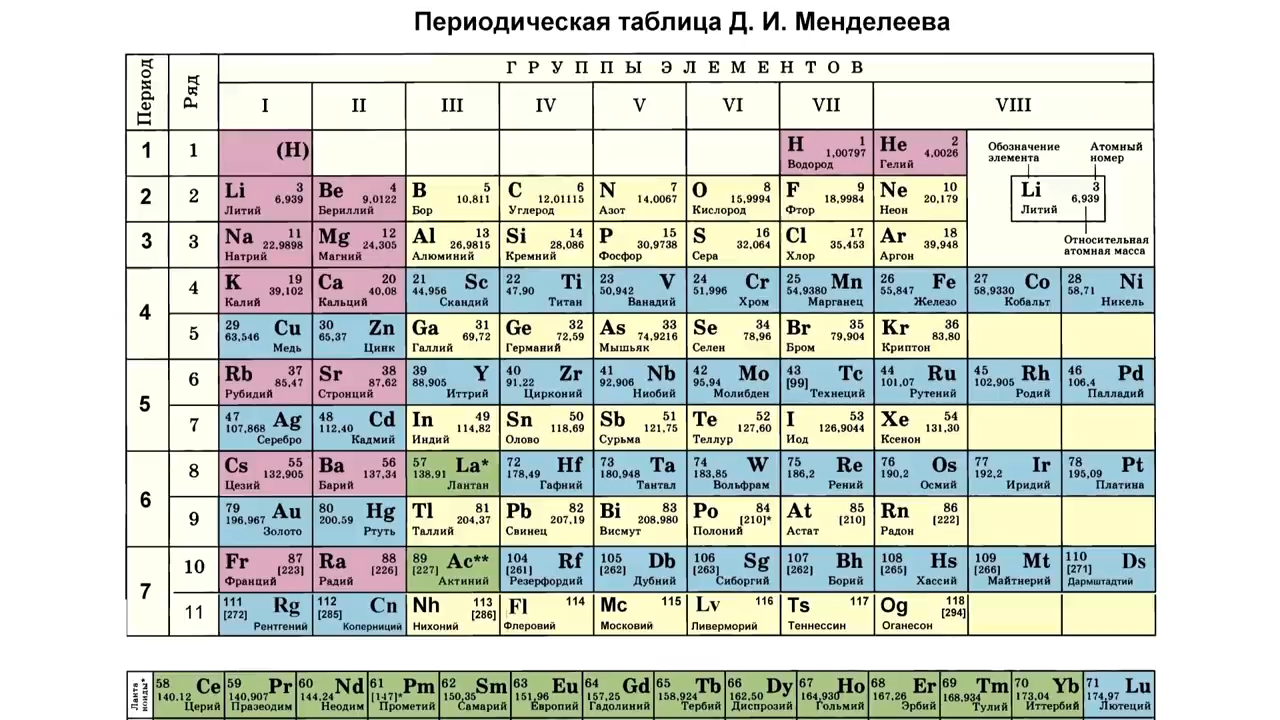 Периодическая таблица Д. И. Менделеева
Период
Ряд
ГРУППЫ ЭЛЕМЕНТОВ
I II III IV V VI VII VIII
1 1 (H) H 1 1,00797 Водород He 2 4,0026 Гелий
Обозначение элемента
Атомный номер
Li 3 6,939 Литий
Относительная атомная масса
2 2 Li 3 6,939 Литий Be 4 9,0122 Бериллий B 5 10,811 Бор C 6 12,01115 Углерод N 7 14,0067 Азот O 8 15,9994 Кислород F 9 18,9984 Фтор Ne 10 20,179 Неон
3 3 Na 11 22,9898 Натрий Mg 12 24,305 Магний Al 13 26,9815 Алюминий Si 14 28,086 Кремний P 15 30,9738 Фосфор S 16 32,064 Сера Cl 17 35,453 Хлор Ar 18 39,948 Аргон
4 4 K 19 39,102 Калий Ca 20 40,08 Кальций 21 Sc 44,956 Скандий 22 Ti 47,90 Титан 23 V 50,942 Ванадий 24 Cr 51,996 Хром 25 Mn 54,9380 Марганец 26 Fe 55,847 Железо 27 Co 58,9330 Кобальт 28 Ni 58,71 Никель
5 29 Cu 63,546 Медь 30 Zn 65,37 Цинк Ga 31 69,72 Галлий Ge 32 72,59 Германий As 33 74,9216 Мышьяк Se 34 78,96 Селен Br 35 79,904 Бром Kr 36 83,80 Криптон
5 6 Rb 37 85,47 Рубидий Sr 38 87,62 Стронций 39 Y 88,905 Иттрий 40 Zr 91,22 Цирконий 41 Nb 92,906 Ниобий 42 Mo 95,94 Молибден 43 Tc [99] Технеций 44 Ru 101,07 Рутений 45 Rh 102,905 Родий 46 Pd 106,4 Палладий
7 47 Ag 107,868 Серебро 48 Cd 112,40 Кадмий In 49 114,82 Индий Sn 50 118,69 Олово Sb 51 121,75 Сурьма Te 52 127,60 Теллур I 53 126,9044 Иод Xe 54 131,30 Ксенон
6 8 Cs 55 132,905 Цезий Ba 56 137,34 Барий 57 La* 138,91 Лантан 72 Hf 178,49 Гафний 73 Ta 180,948 Тантал 74 W 183,85 Вольфрам 75 Re 186,2 Рений 76 Os 190,2 Осмий 77 Ir 192,2 Иридий 78 Pt 195,09 Платина
9 79 Au 196,967 Золото 80 Hg 200,59 Ртуть Tl 81 204,37 Таллий Pb 82 207,19 Свинец Bi 83 208,980 Висмут Po 84 [210]* Полоний At 85 [210] Астат Rn 86 [222] Радон
7 10 Fr 87 [223] Франций Ra 88 [226] Радий 89 Ac** [227] Актиний 104 Rf [261] Резерфордий 105 Db [262] Дубний 106 Sg [263] Сиборгий 107 Bh [262] Борий 108 Hs [265] Хассий 109 Mt [266] Майтнерий 110 Ds [271] Дармштадтий
11 111 Rg [272] Рентгений 112 Cn [285] Коперниций Nh 113 [286] Нихоний Fl 114 Флеровий Mc 115 Московий Lv 116 Ливерморий Ts 117 Теннессин Og 118 [294] Оганесон
Лантаноиды* 58 Ce 140.12 Церий 59 Pr 140,907 Празеодим 60 Nd 144,24 Неодим 61 Pm [147]* Прометий 62 Sm 150,35 Самарий 63 Eu 151,96 Европий 64 Gd 157,25 Гадолиний 65 Tb 158,924 Тербий 66 Dy 162,50 Диспрозий 67 Ho 164,930 Гольмий 68 Er 167,26 Эрбий 69 Tm 168,934 Тулий 70 Yb 173,04 Иттербий 71 Lu 174,97 Лютеций